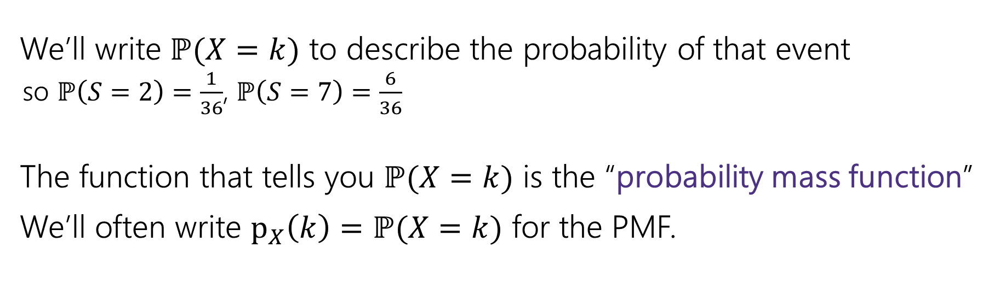 We’ll write ℙ(𝑋 = 𝑘) to describe the probability of that event
so ℙ(𝑆 = 2) = 1/36, ℙ(𝑆 = 7) = 6/36
The function that tells you ℙ(𝑋 = 𝑘) is the “probability mass function”
We’ll often write p_𝑋(𝑘) = ℙ(𝑋 = 𝑘) for the PMF.